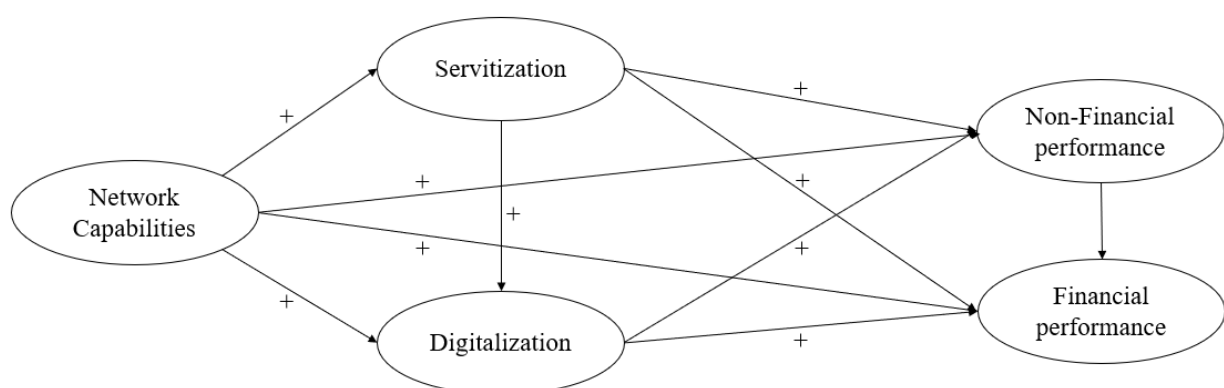 Servitization
+
+
Non-Financial
performance
Network
Capabilities
+
+
+
+
+
+
Digitalization
+
Financial
performance